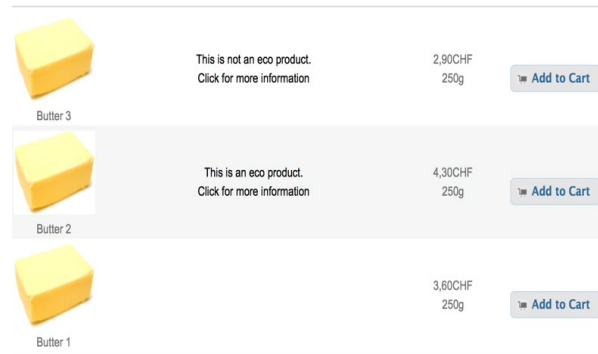 This is not an eco product.
2,90CHF
Click for more information
250g
Add to Cart
Butter 3
This is an eco product.
4,30CHF
Click for more information
250g
Add to Cart
Butter 2
3,60CHF
250g
Add to Cart
Butter 1